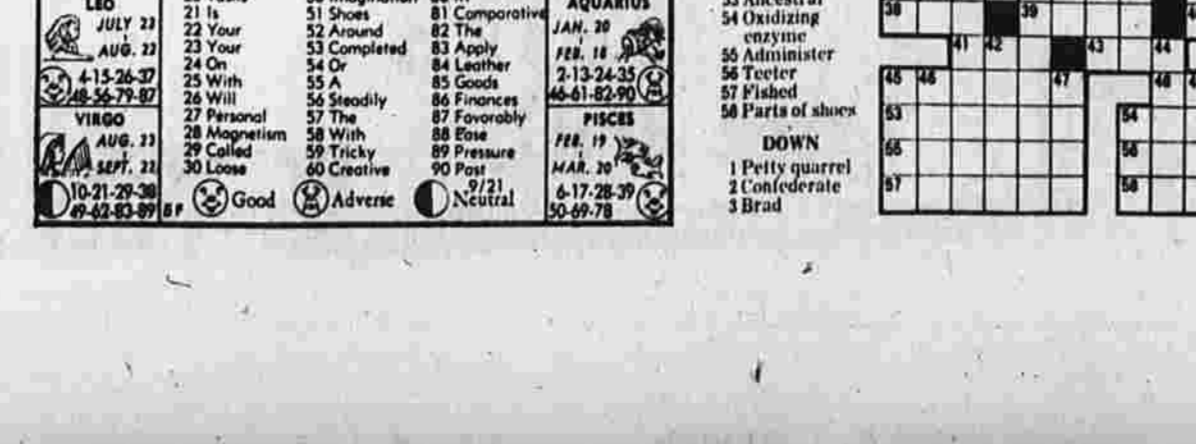 LEO
JULY 23
AUG. 22
4-15-26-37
48-56-79-87
VIRGO
AUG. 23
SEPT. 22
10-21-29-38
49-62-83-89
21 Is
22 Your
23 Your
24 On
25 With
26 Will
27 Personal
28 Magnetism
29 Called
30 Loose
51 Shoes
52 Around
53 Completed
54 Or
55 A
56 Steadily
57 The
58 With
59 Tricky
60 Creative
81 Comparative
82 The
83 Apply
84 Leather
85 Goods
86 Finances
87 Favorably
88 Ease
89 Pressure
90 Past
9/21
Good
Adverse
Neutral
AQUARIUS
JAN. 20
FEB. 18
2-13-24-35
46-61-82-90
PISCES
FEB. 19
MAR. 20
6-17-28-39
50-69-78
53 Ancestral
54 Oxidizing
enzyme
55 Administer
56 Teeter
57 Fished
58 Parts of shoes
DOWN
1 Petty quarrel
2 Confederate
3 Brad
38
39
41
42
43
44
45
46
47
48
53
54
55
56
57
58